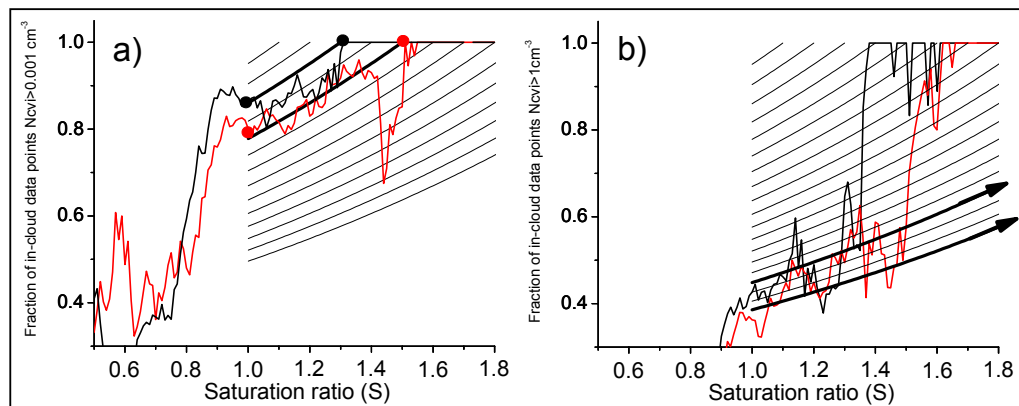 a)
Fraction of in-cloud data points Novi>0.001 cm⁻³
1.0
0.8
0.6
0.4
0.6 0.8 1.0 1.2 1.4 1.6 1.8
Saturation ratio (S)
b)
Fraction of in-cloud data points Novi>1cm⁻³
1.0
0.8
0.6
0.4
0.6 0.8 1.0 1.2 1.4 1.6 1.8
Saturation ratio (S)